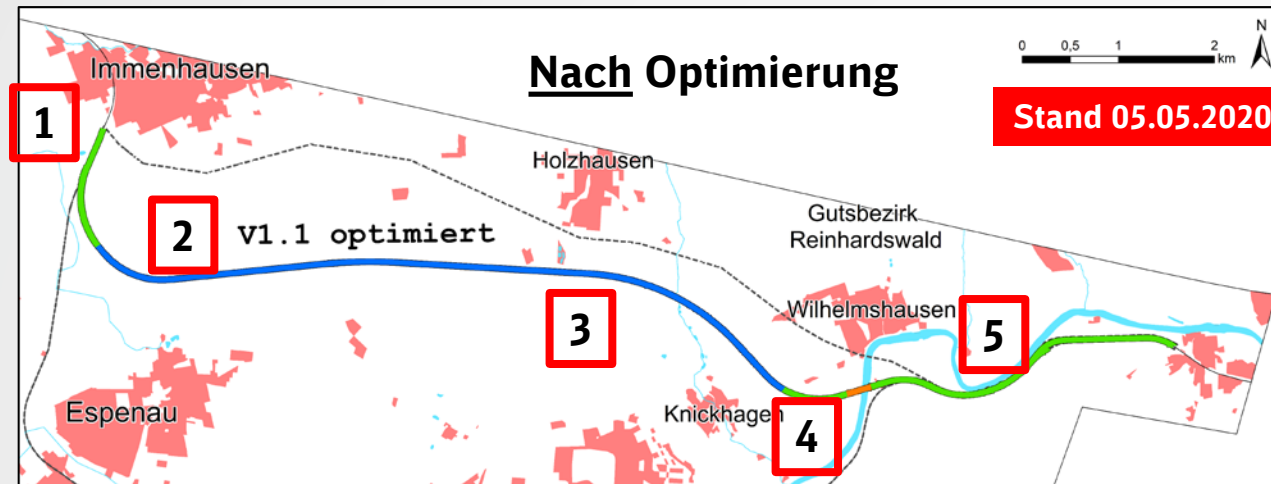 Nach Optimierung
0 0,5 1 2
km
N
Stand 05.05.2020
Immenhausen
1
Holzhausen
2
V1.1 optimiert
Gutsbezirk
Reinhardswald
3
Wilhelmshausen
5
Espenau
Knickhagen
4